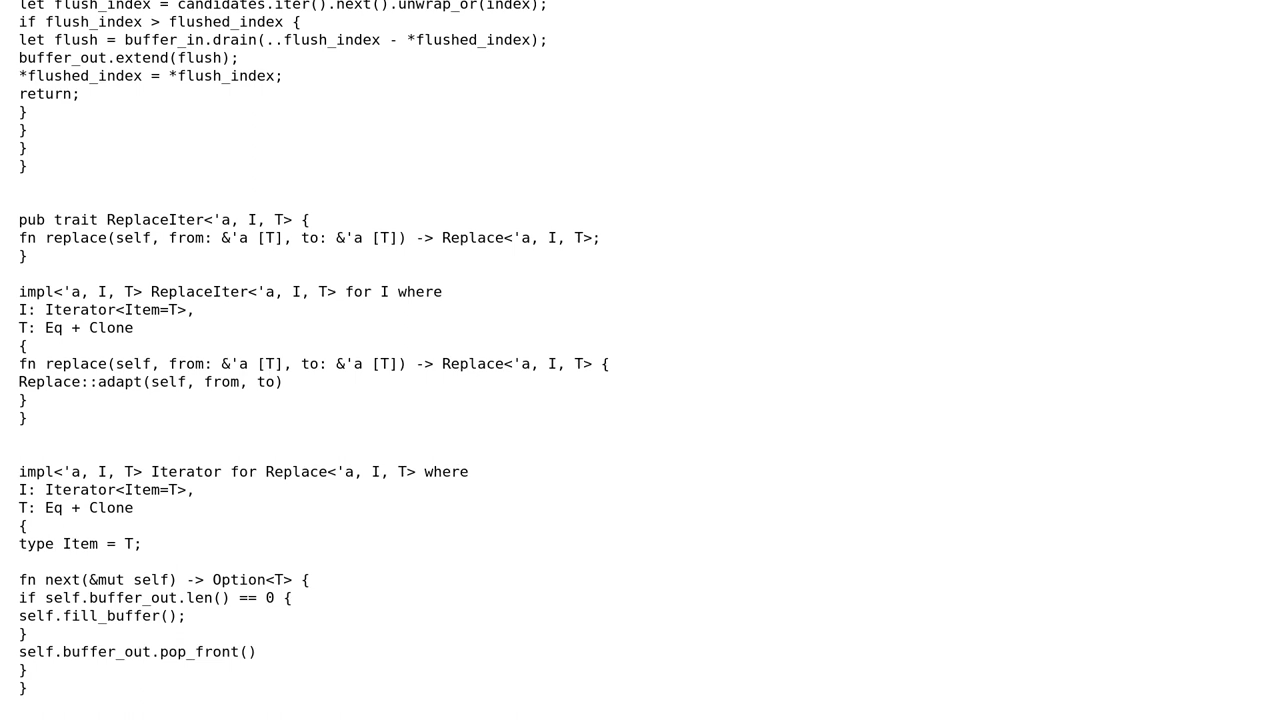 let flush_index = candidates.iter().next().unwrap_or(index);
if flush_index > flushed_index {
let flush = buffer_in.drain(..flush_index - *flushed_index);
buffer_out.extend(flush);
*flushed_index = *flush_index;
return;
}
}
}
}
pub trait ReplaceIter<'a, I, T> {
fn replace(self, from: &'a [T], to: &'a [T]) -> Replace<'a, I, T>;
}
impl<'a, I, T> ReplaceIter<'a, I, T> for I where
I: Iterator<Item=T>,
T: Eq + Clone
{
fn replace(self, from: &'a [T], to: &'a [T]) -> Replace<'a, I, T> {
Replace::adapt(self, from, to)
}
}
impl<'a, I, T> Iterator for Replace<'a, I, T> where
I: Iterator<Item=T>,
T: Eq + Clone
{
type Item = T;
fn next(&mut self) -> Option<T> {
if self.buffer_out.len() == 0 {
self.fill_buffer();
}
self.buffer_out.pop_front()
}
}